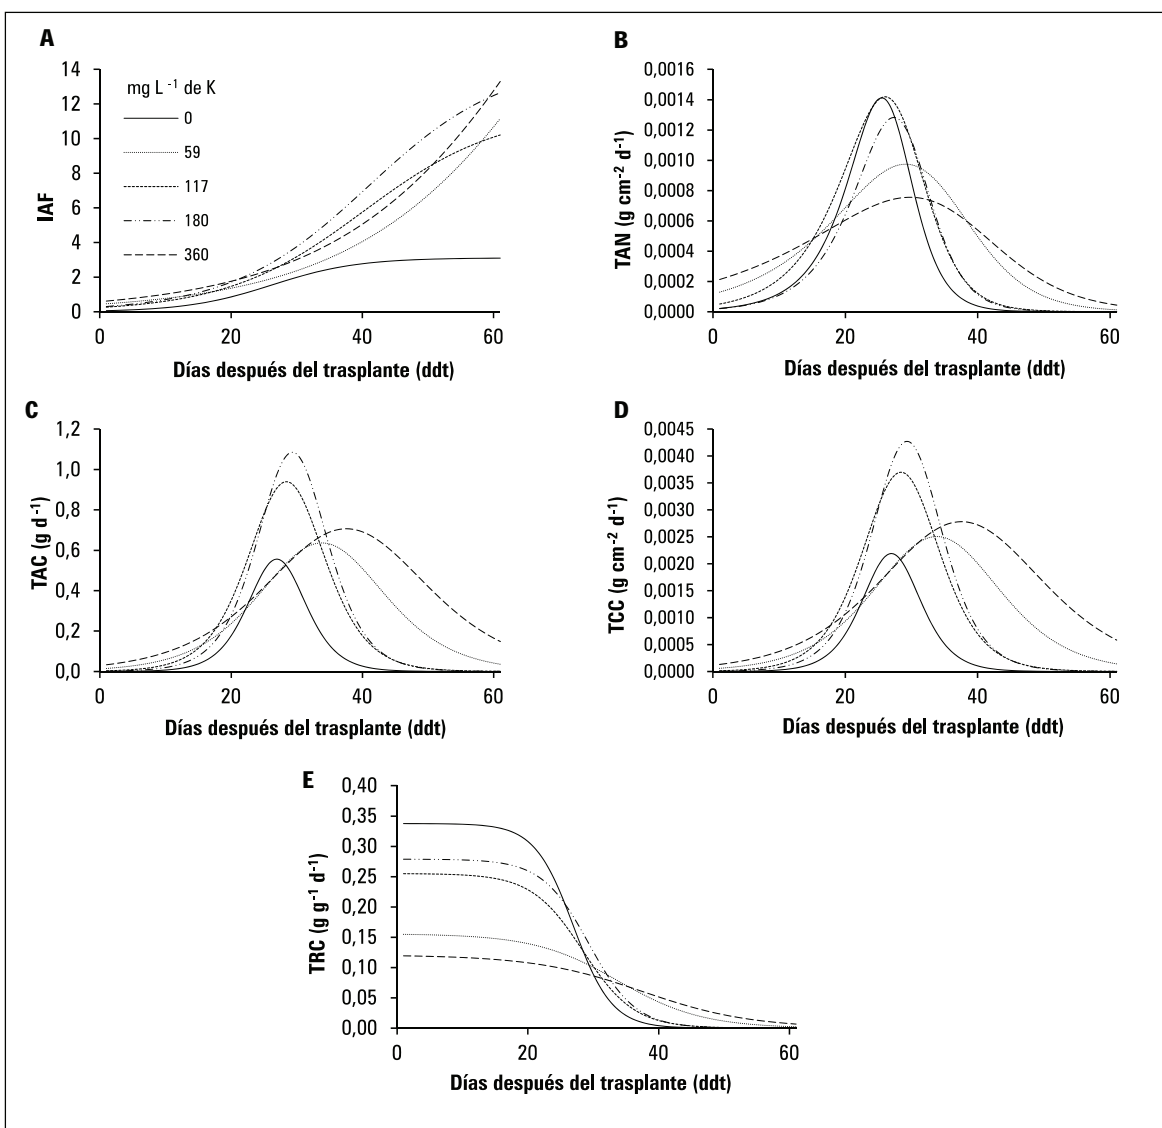 A
mg L⁻¹ de K
0
59
117
180
360
14
12
10
8
6
4
2
0
IAF
0 20 40 60
Días después del trasplante (ddt)
B
0,0016
0,0014
0,0012
0,0010
0,0008
0,0006
0,0004
0,0002
0,0000
TAN (g cm⁻² d⁻¹)
0 20 40 60
Días después del trasplante (ddt)
C
1,2
1,0
0,8
0,6
0,4
0,2
0,0
TAC (g d⁻¹)
0 20 40 60
Días después del trasplante (ddt)
D
0,0045
0,0040
0,0035
0,0030
0,0025
0,0020
0,0015
0,0010
0,0005
0,0000
TCC (g cm⁻² d⁻¹)
0 20 40 60
Días después del trasplante (ddt)
E
0,40
0,35
0,30
0,25
0,20
0,15
0,10
0,05
0,00
TRC (g g⁻¹ d⁻¹)
0 20 40 60
Días después del trasplante (ddt)